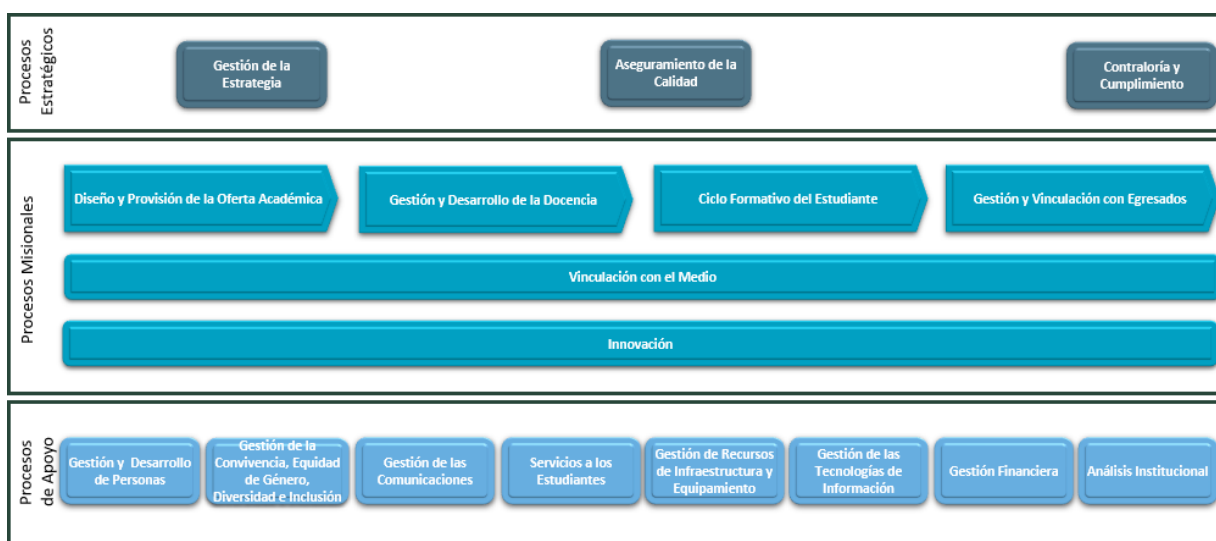 Procesos
Estratégicos
Gestión de la
Estrategia
Aseguramiento de la
Calidad
Contraloría y
Cumplimiento
Procesos Misionales
Diseño y Provisión de la Oferta Académica
Gestión y Desarrollo de la Docencia
Ciclo Formativo del Estudiante
Gestión y Vinculación con Egresados
Vinculación con el Medio
Innovación
Procesos
de Apoyo
Gestión y Desarrollo
de Personas
Gestión de la
Convivencia, Equidad
de Género,
Diversidad e Inclusión
Gestión de las
Comunicaciones
Servicios a los
Estudiantes
Gestión de Recursos
de Infraestructura y
Equipamiento
Gestión de las
Tecnologías de
Información
Gestión Financiera
Análisis Institucional